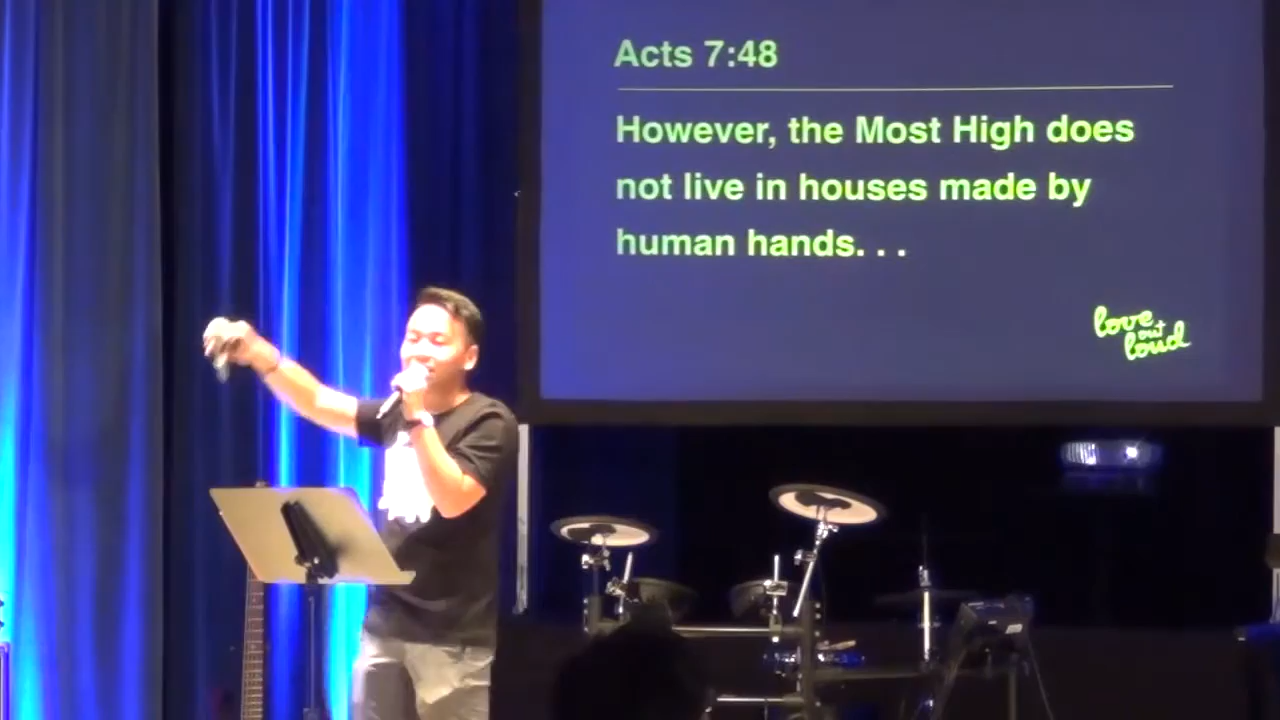 Acts 7:48
However, the Most High does
not live in houses made by
human hands. . .
love out
loud